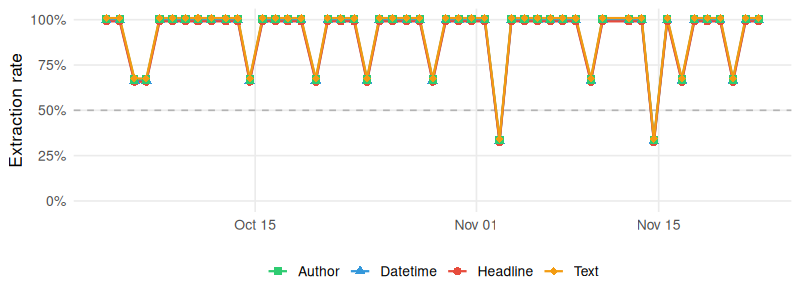 Extraction rate
100%
75%
50%
25%
0%
Oct 15
Nov 01
Nov 15
Author
Datetime
Headline
Text